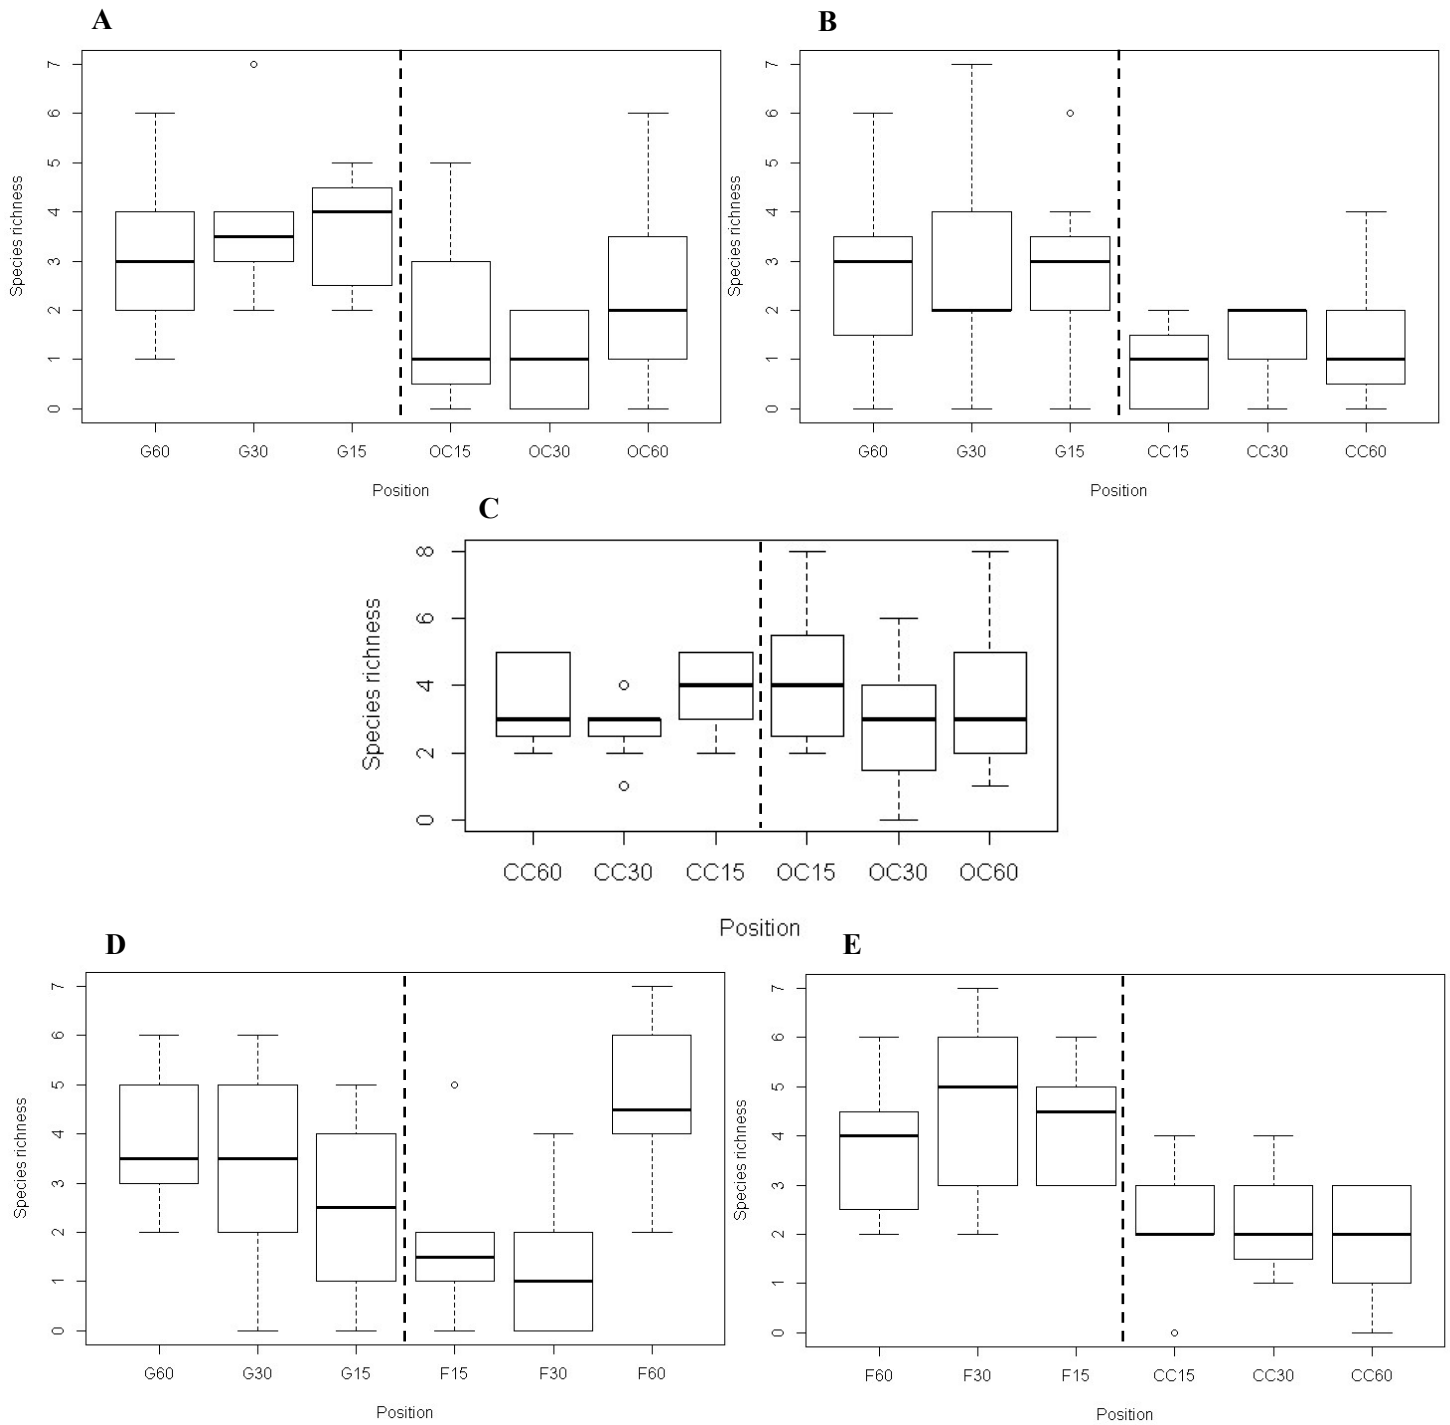 A
Species richness
7
6
5
4
3
2
1
0
G60 G30 G15 OC15 OC30 OC60
Position
B
Species richness
7
6
5
4
3
2
1
0
G60 G30 G15 CC15 CC30 CC60
Position
C
Species richness
8
6
4
2
0
CC60 CC30 CC15 OC15 OC30 OC60
Position
D
Species richness
7
6
5
4
3
2
1
0
G60 G30 G15 F15 F30 F60
Position
E
Species richness
7
6
5
4
3
2
1
0
F60 F30 F15 CC15 CC30 CC60
Position